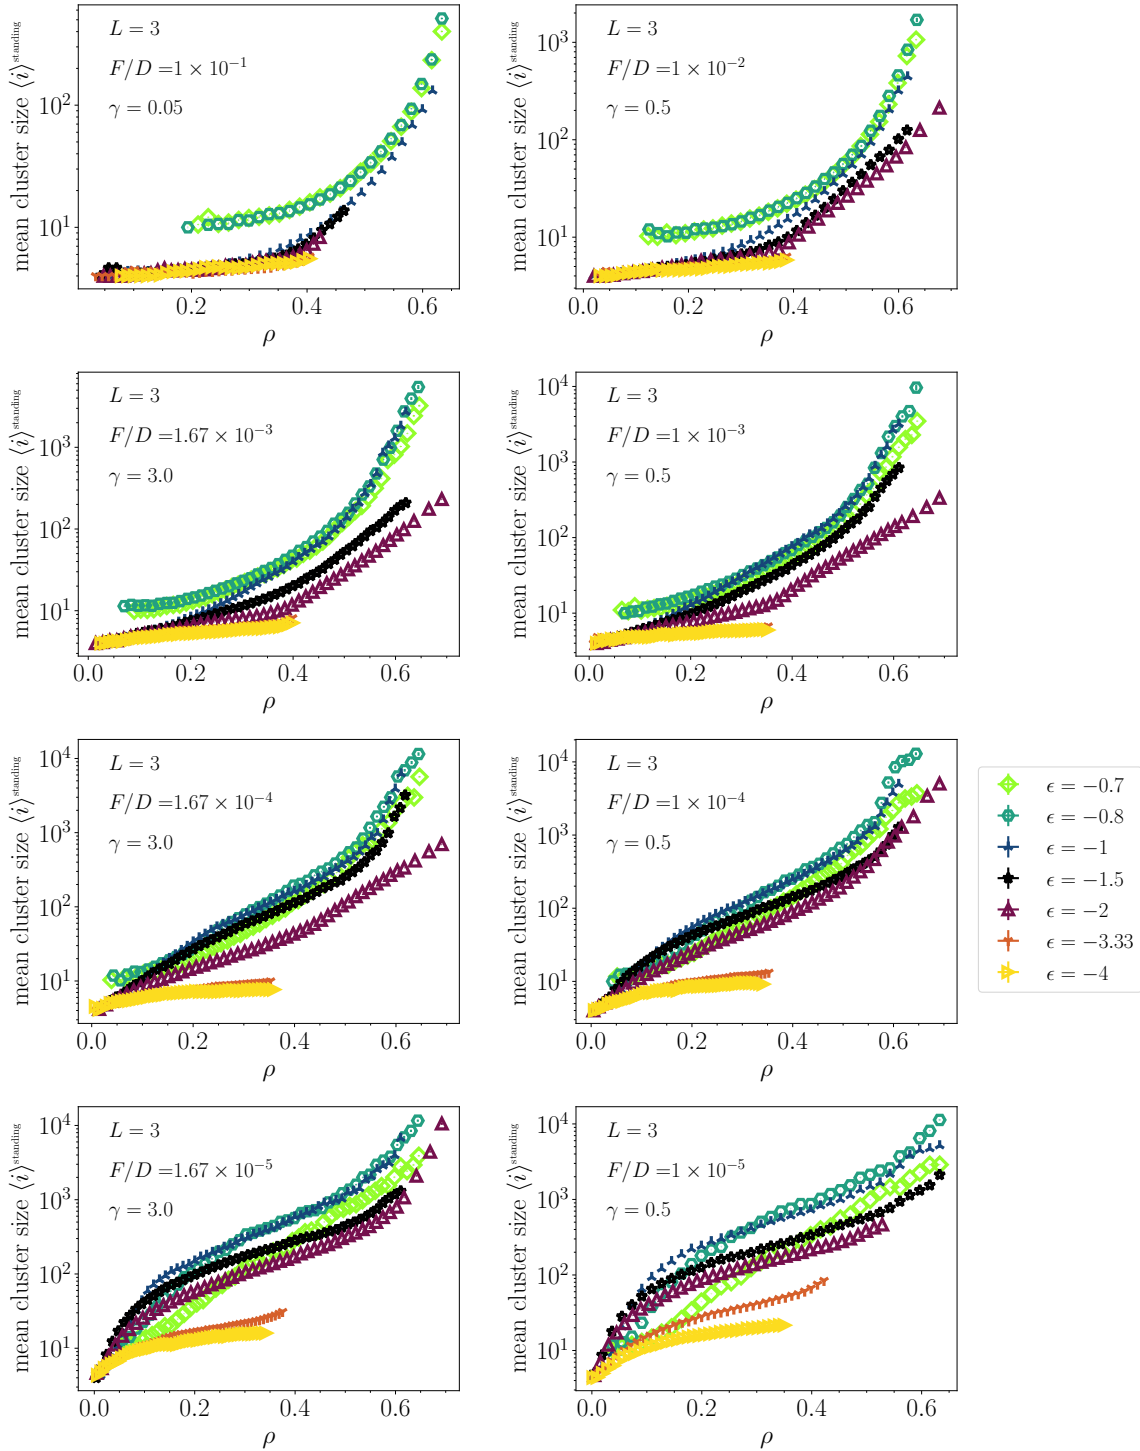 mean cluster size ⟨i⟩^standing
10^2
10^1
L = 3
F/D =1 × 10^−1
γ = 0.05
0.2 0.4 0.6
ρ
mean cluster size ⟨i⟩^standing
10^3
10^2
10^1
L = 3
F/D =1 × 10^−2
γ = 0.5
0.0 0.2 0.4 0.6
ρ
mean cluster size ⟨i⟩^standing
10^3
10^2
10^1
L = 3
F/D =1.67 × 10^−3
γ = 3.0
0.0 0.2 0.4 0.6
ρ
mean cluster size ⟨i⟩^standing
10^4
10^3
10^2
10^1
L = 3
F/D =1 × 10^−3
γ = 0.5
0.0 0.2 0.4 0.6
ρ
mean cluster size ⟨i⟩^standing
10^4
10^3
10^2
10^1
L = 3
F/D =1.67 × 10^−4
γ = 3.0
0.0 0.2 0.4 0.6
ρ
mean cluster size ⟨i⟩^standing
10^4
10^3
10^2
10^1
L = 3
F/D =1 × 10^−4
γ = 0.5
0.0 0.2 0.4 0.6
ρ
ϵ = −0.7
ϵ = −0.8
ϵ = −1
ϵ = −1.5
ϵ = −2
ϵ = −3.33
ϵ = −4
mean cluster size ⟨i⟩^standing
10^4
10^3
10^2
10^1
L = 3
F/D =1.67 × 10^−5
γ = 3.0
0.0 0.2 0.4 0.6
ρ
mean cluster size ⟨i⟩^standing
10^4
10^3
10^2
10^1
L = 3
F/D =1 × 10^−5
γ = 0.5
0.0 0.2 0.4 0.6
ρ